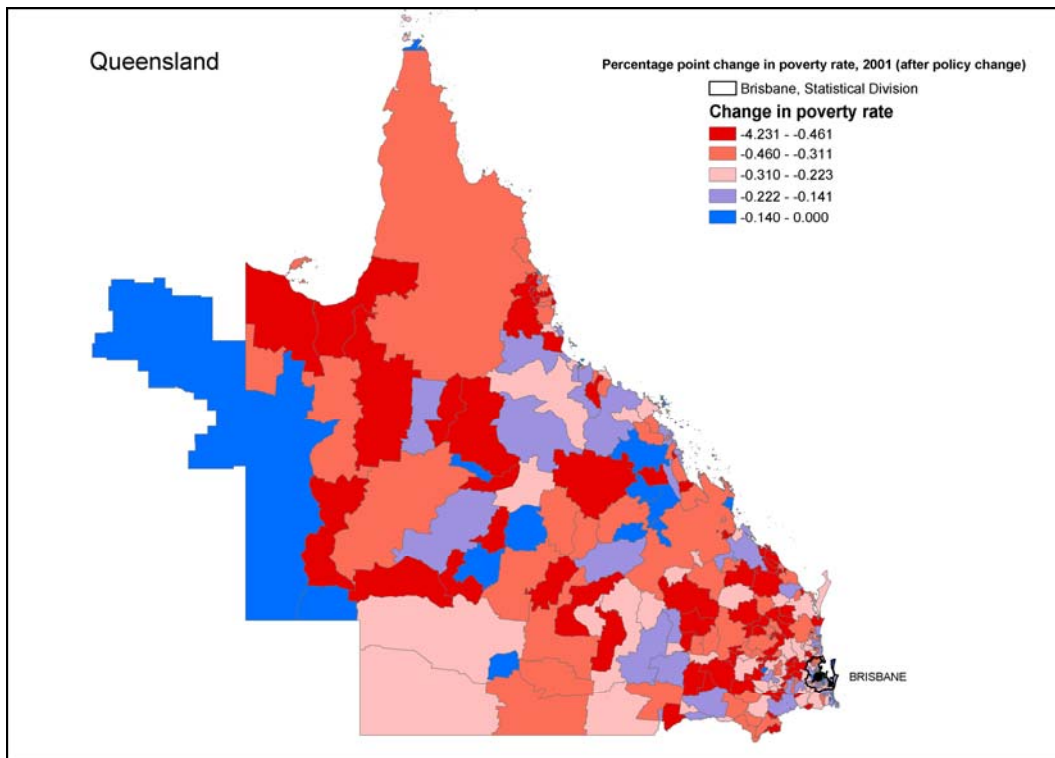 Queensland
Percentage point change in poverty rate, 2001 (after policy change)
Brisbane, Statistical Division
Change in poverty rate
-4.231 - -0.461
-0.460 - -0.311
-0.310 - -0.223
-0.222 - -0.141
-0.140 - 0.000
BRISBANE